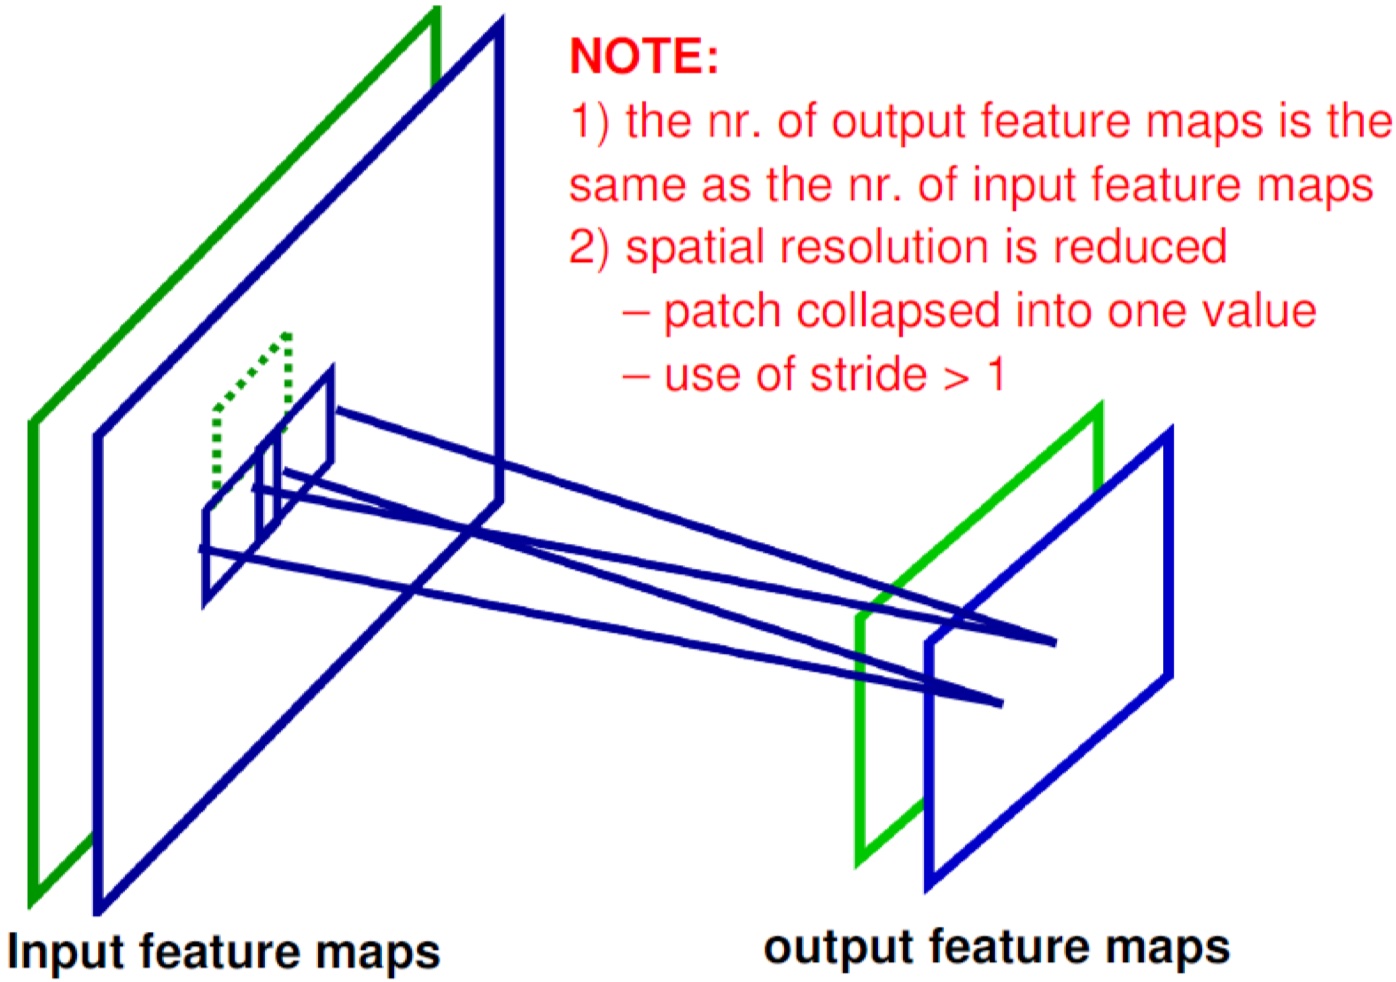 NOTE:
1) the nr. of output feature maps is the
same as the nr. of input feature maps
2) spatial resolution is reduced
– patch collapsed into one value
– use of stride > 1
Input feature maps
output feature maps